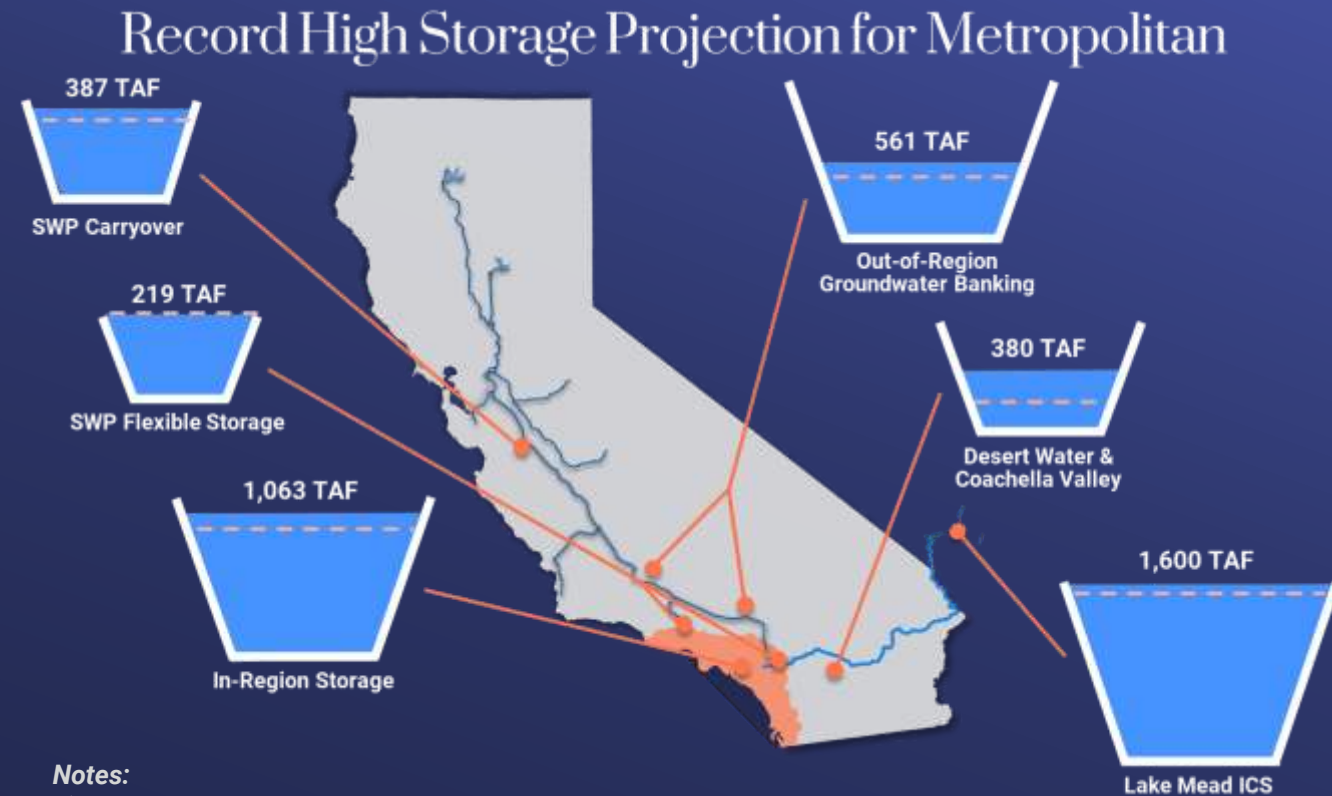 Record High Storage Projection for Metropolitan
387 TAF
SWP Carryover
219 TAF
SWP Flexible Storage
1,063 TAF
In-Region Storage
561 TAF
Out-of-Region
Groundwater Banking
380 TAF
Desert Water &
Coachella Valley
1,600 TAF
Lake Mead ICS
Notes: